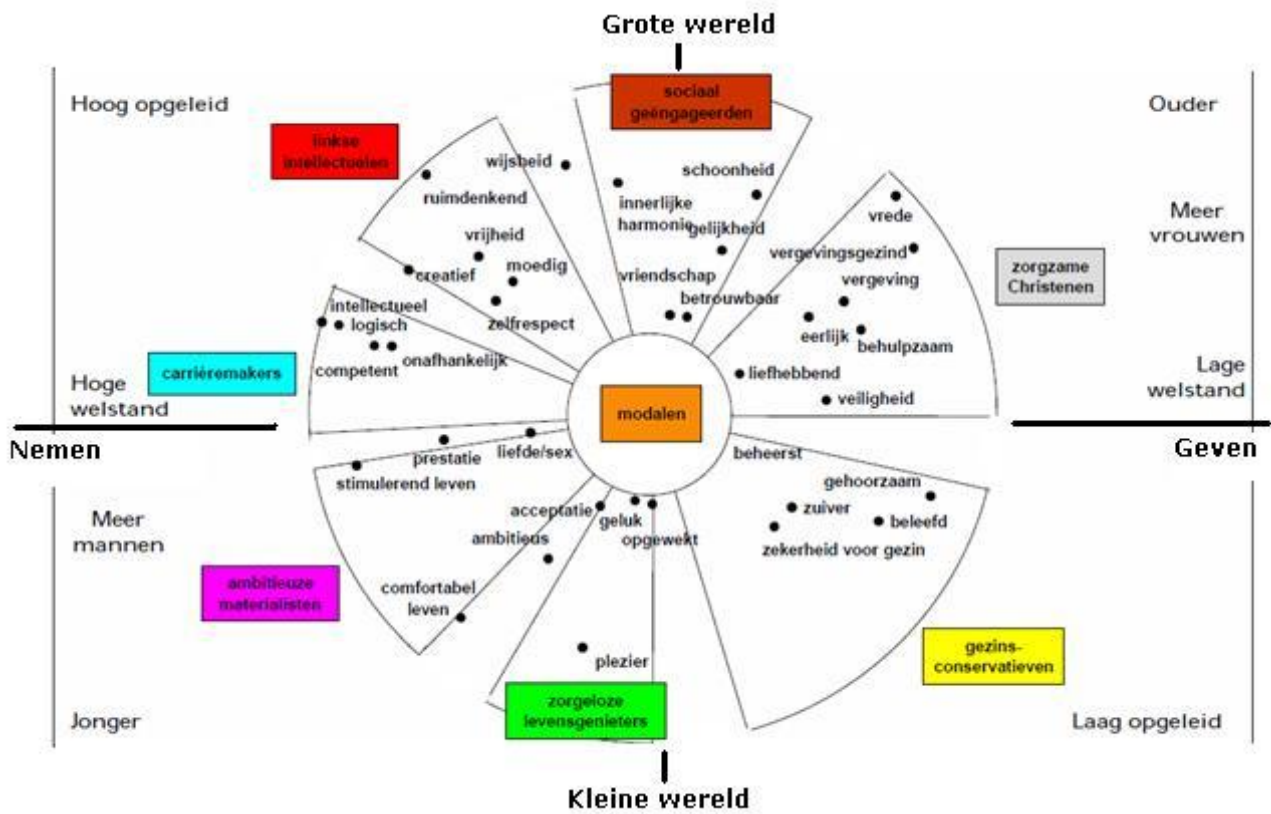 Grote wereld
Hoog opgeleid
sociaal
geëngageerden
Ouder
linkse
intellectuelen
wijsheid
schoonheid
ruimdenkend
innerlijke
harmonie
gelijkheid
vrede
Meer
vrouwen
vrijheid
moedig
creatief
zelfrespect
vriendschap
betrouwbaar
vergevingsgezind
vergeving
zorgzame
Christenen
intellectueel
logisch
competent
onafhankelijk
eerlijk
behulpzaam
carrièremakers
liefhebbend
Hoge
welstand
modalen
veiligheid
Lage
welstand
Nemen
Geven
prestatie
liefde/sex
beheerst
stimulerend leven
gehoorzaam
Meer
mannen
acceptatie
geluk
opgewekt
ambitieus
zuiver
beleefd
zekerheid voor gezin
ambitieuze
materialisten
comfortabel
leven
plezier
gezins-
conservatieven
Jonger
zorgeloze
levensgenieters
Laag opgeleid
Kleine wereld